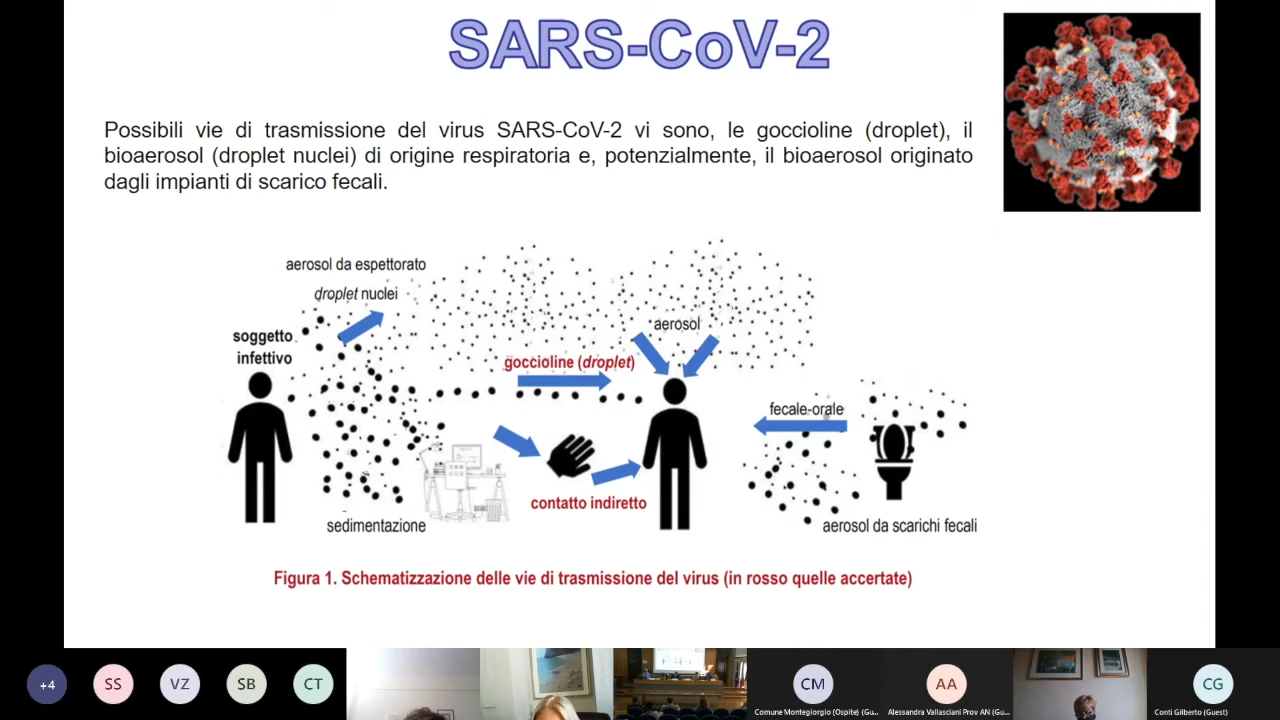 SARS-CoV-2
Possibili vie di trasmissione del virus SARS-CoV-2 vi sono, le goccioline (droplet), il
bioaerosol (droplet nuclei) di origine respiratoria e, potenzialmente, il bioaerosol originato
dagli impianti di scarico fecali.
aerosol da espettorato
droplet nuclei
soggetto
infettivo
aerosol
goccioline (droplet)
fecale-orale
contatto indiretto
sedimentazione
aerosol da scarichi fecali
Figura 1. Schematizzazione delle vie di trasmissione del virus (in rosso quelle accertate)
+4
SS
VZ
SB
CT
CM
AA
CG
Comune Montegiorgio (Ospite) (Gu...
Alessandra Vallasciani Prov AN (Gu...
Conti Gilberto (Guest)